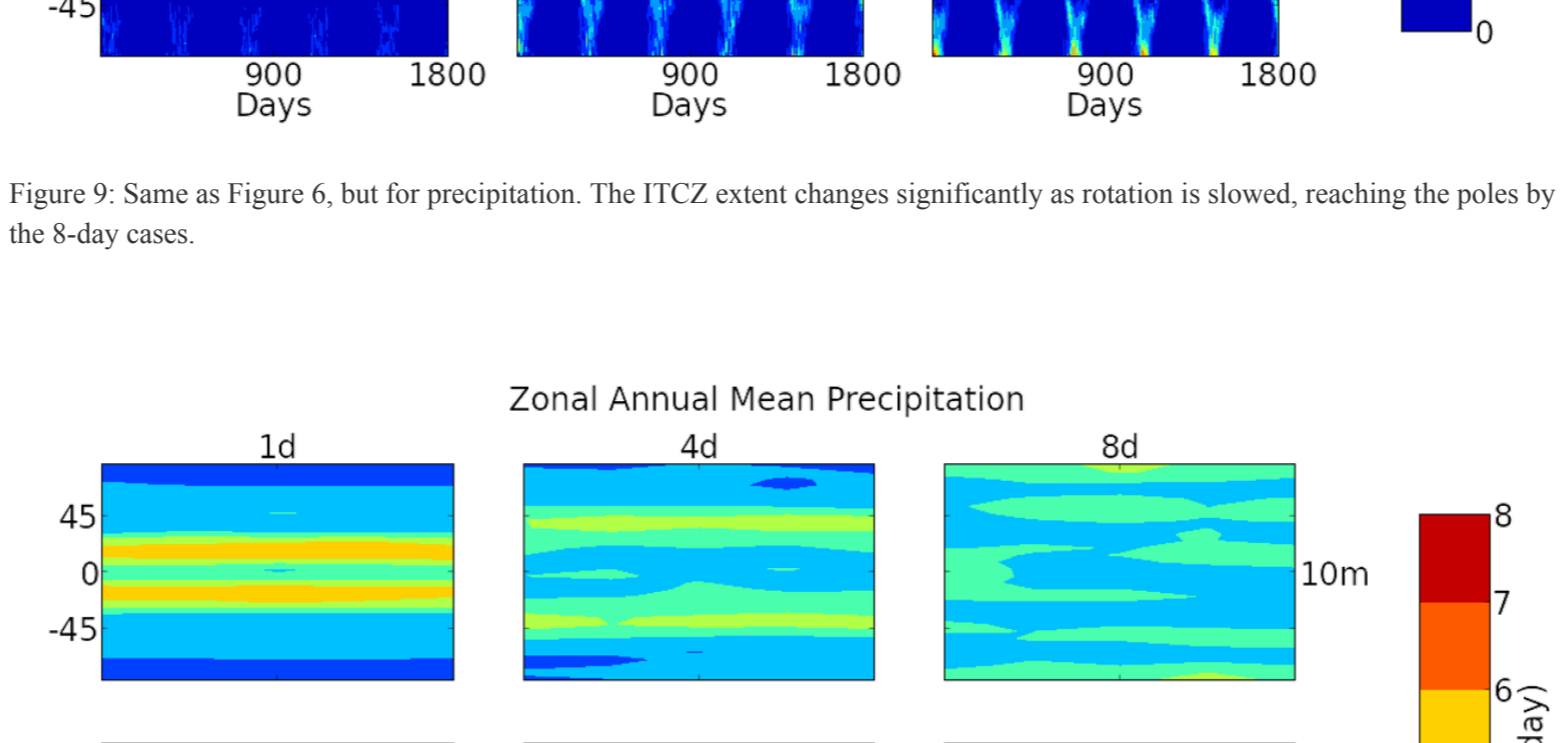 -45
0
900 1800 900 1800 900 1800
Days Days Days
Figure 9: Same as Figure 6, but for precipitation. The ITCZ extent changes significantly as rotation is slowed, reaching the poles by
the 8-day cases.
Zonal Annual Mean Precipitation
1d 4d 8d
45
0
-45
10m
8
7
6
day)